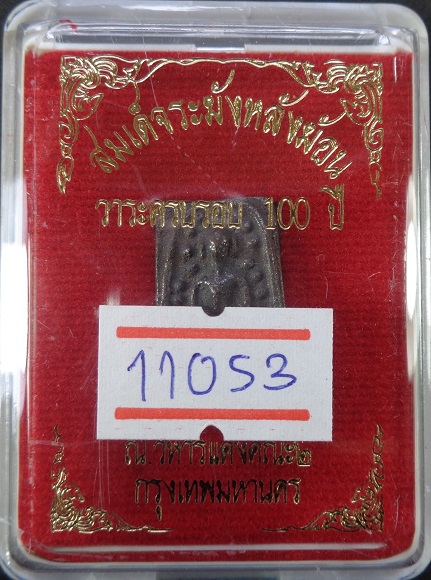 สมเด็จระฆังหลังฆ้อน
วาระครบรอบ 100 ปี
11053
ณ.วิหารแดงคณะ๒
กรุงเทพมหานคร